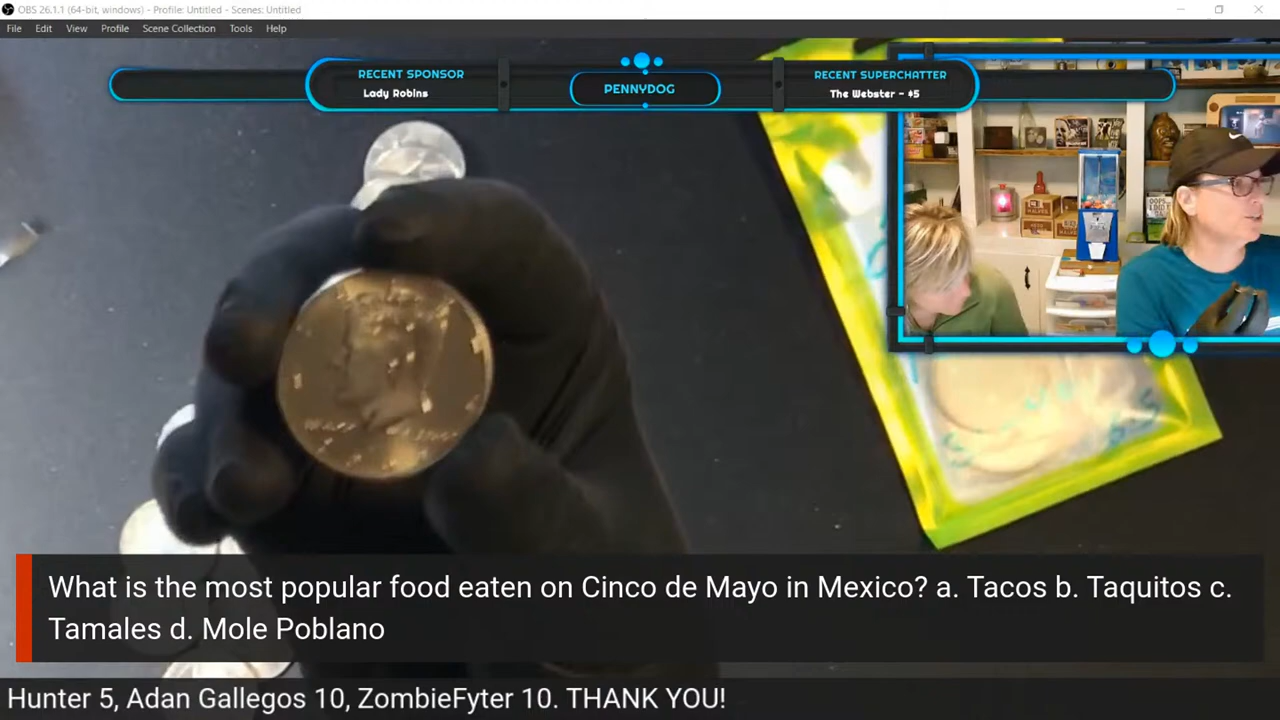 OBS 26.1.1 (64-bit, windows) - Profile: Untitled - Scenes: Untitled
File Edit View Profile Scene Collection Tools Help
RECENT SPONSOR
Lady Robins
PENNYDOG
RECENT SUPERCHATTER
The Webster - $5
What is the most popular food eaten on Cinco de Mayo in Mexico? a. Tacos b. Taquitos c.
Tamales d. Mole Poblano
Hunter 5, Adan Gallegos 10, ZombieFyter 10. THANK YOU!